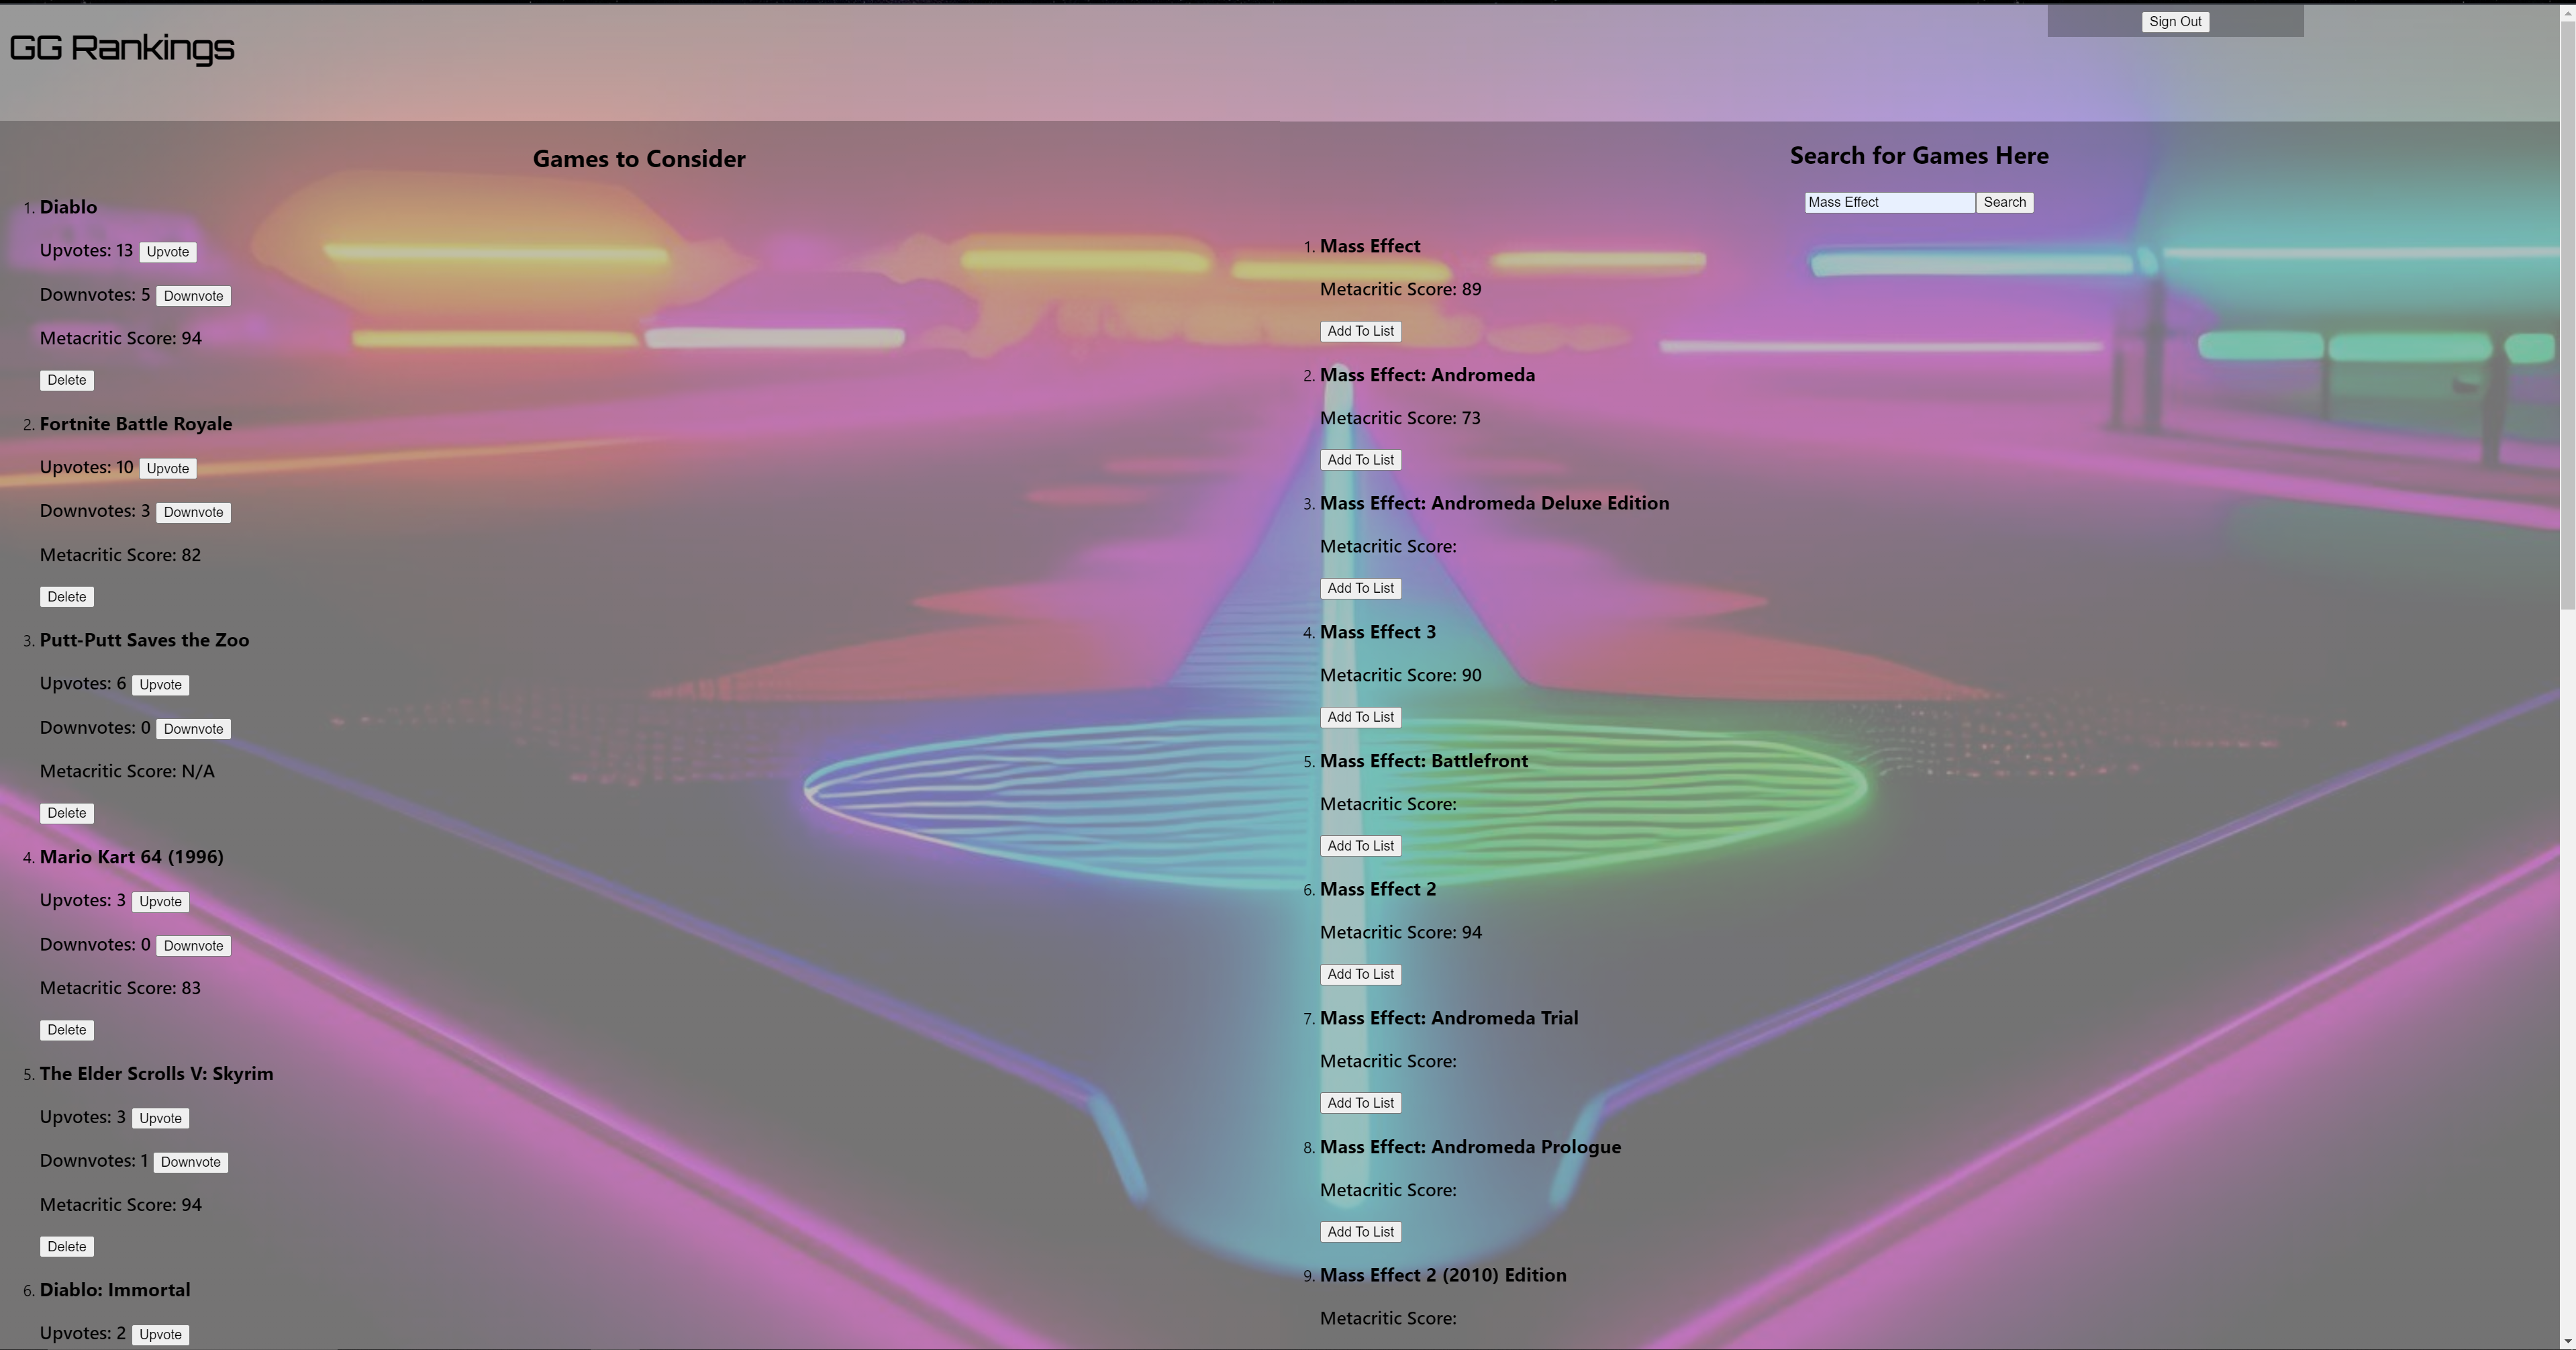 GG Rankings
Sign Out
Games to Consider
1. Diablo
Upvotes: 13 Upvote
Downvotes: 5 Downvote
Metacritic Score: 94
Delete
2. Fortnite Battle Royale
Upvotes: 10 Upvote
Downvotes: 3 Downvote
Metacritic Score: 82
Delete
3. Putt-Putt Saves the Zoo
Upvotes: 6 Upvote
Downvotes: 0 Downvote
Metacritic Score: N/A
Delete
4. Mario Kart 64 (1996)
Upvotes: 3 Upvote
Downvotes: 0 Downvote
Metacritic Score: 83
Delete
5. The Elder Scrolls V: Skyrim
Upvotes: 3 Upvote
Downvotes: 1 Downvote
Metacritic Score: 94
Delete
6. Diablo: Immortal
Upvotes: 2 Upvote
Search for Games Here
Mass Effect Search
1. Mass Effect
Metacritic Score: 89
Add To List
2. Mass Effect: Andromeda
Metacritic Score: 73
Add To List
3. Mass Effect: Andromeda Deluxe Edition
Metacritic Score:
Add To List
4. Mass Effect 3
Metacritic Score: 90
Add To List
5. Mass Effect: Battlefront
Metacritic Score:
Add To List
6. Mass Effect 2
Metacritic Score: 94
Add To List
7. Mass Effect: Andromeda Trial
Metacritic Score:
Add To List
8. Mass Effect: Andromeda Prologue
Metacritic Score:
Add To List
9. Mass Effect 2 (2010) Edition
Metacritic Score: